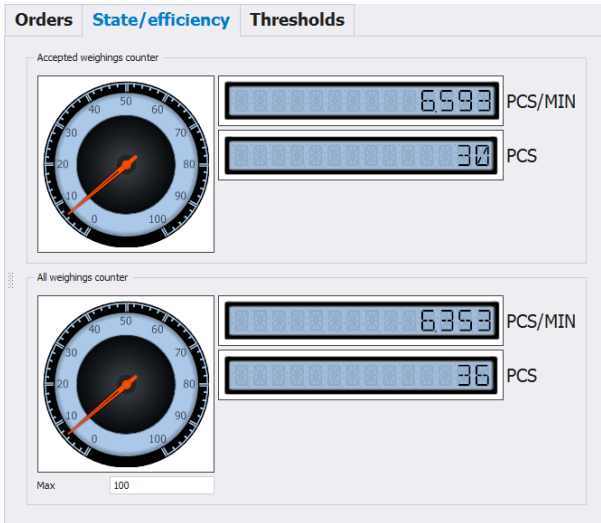 Orders State/efficiency Thresholds
Accepted weighings counter
6,593 PCS/MIN
30 PCS
0 10 20 30 40 50 60 70 80 90 100
All weighings counter
6,353 PCS/MIN
36 PCS
0 10 20 30 40 50 60 70 80 90 100
Max 100